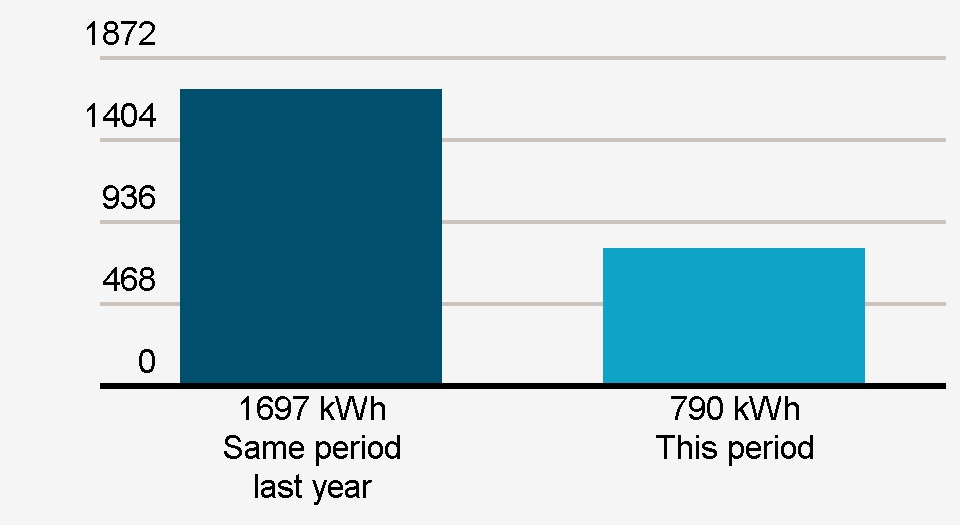 1872
1404
936
468
0
1697 kWh
Same period
last year
790 kWh
This period